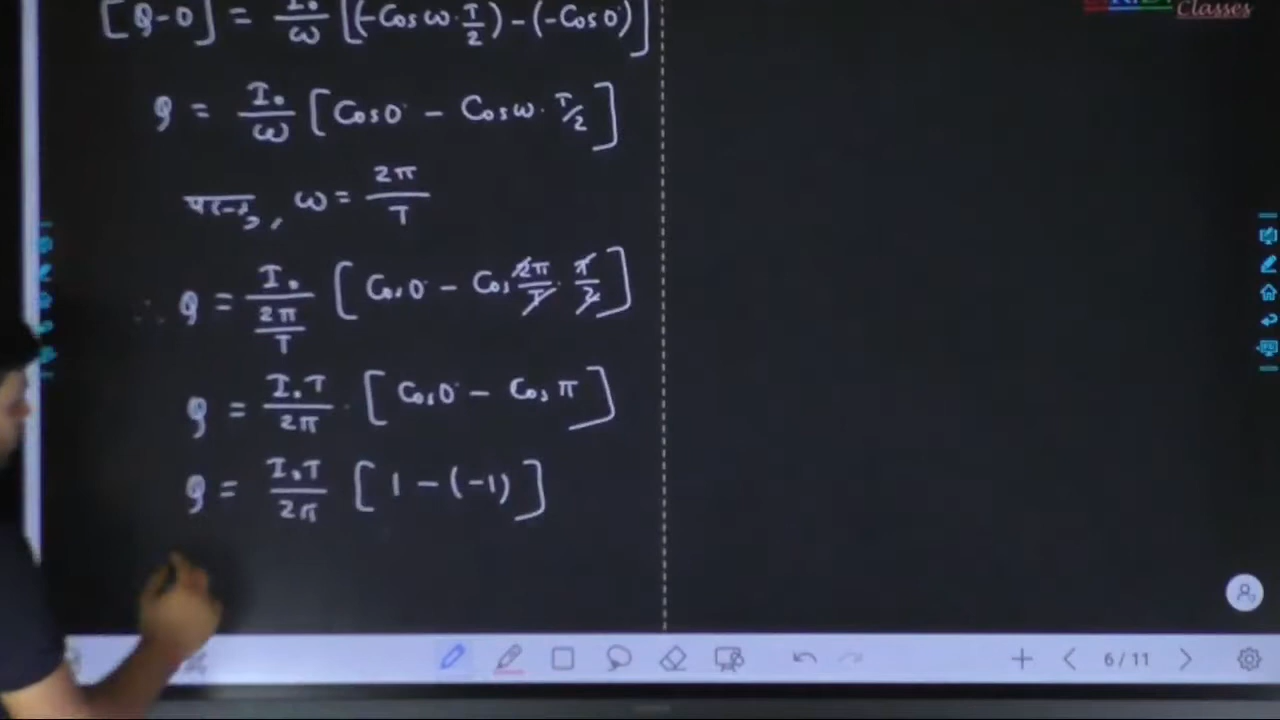 Classes
[Q-0] = I₀/ω [(-Cos ω·T/2) - (-Cos 0°)]
Q = I₀/ω [Cos 0° - Cos ω·T/2]
, ω = 2π/T
∴ Q = I₀/(2π/T) [Cos 0° - Cos 2π/T · T/2]
Q = I₀T/2π · [Cos 0° - Cos π]
Q = I₀T/2π [1 - (-1)]
6/11